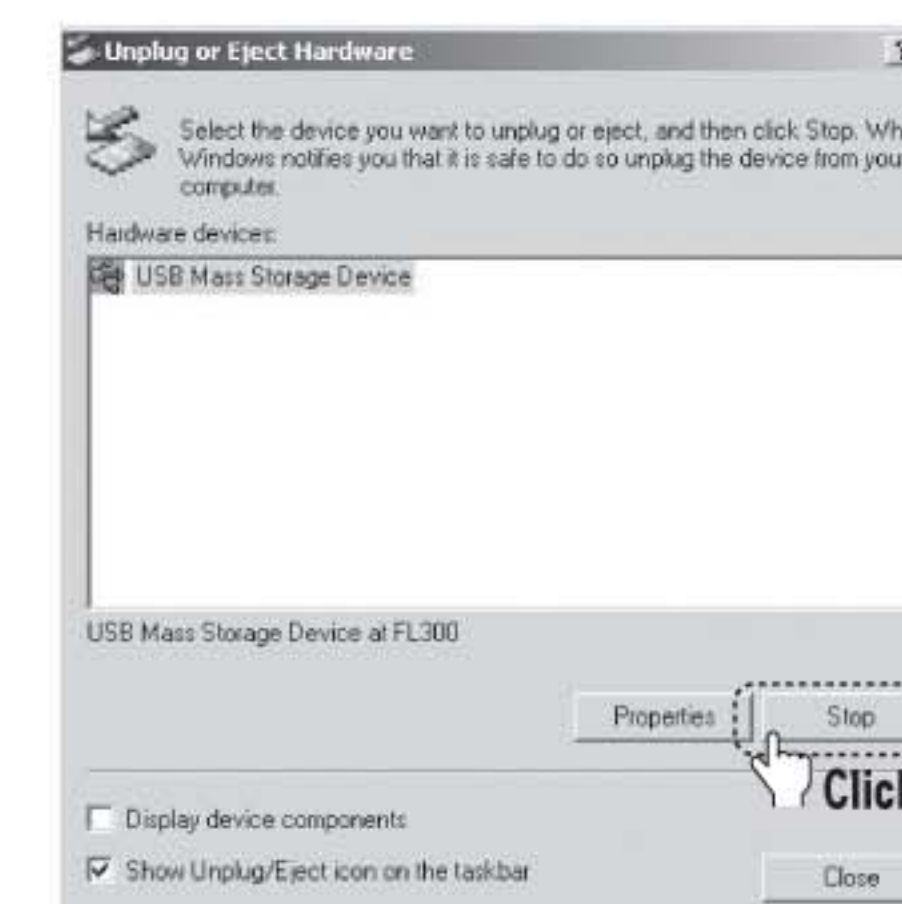 Unplug or Eject Hardware ?
Select the device you want to unplug or eject, and then click Stop. Wh
Windows notifies you that it is safe to do so unplug the device from you
computer.
Hardware devices:
USB Mass Storage Device
USB Mass Storage Device at FL300
Properties Stop
Click
Display device components
Show Unplug/Eject icon on the taskbar
Close